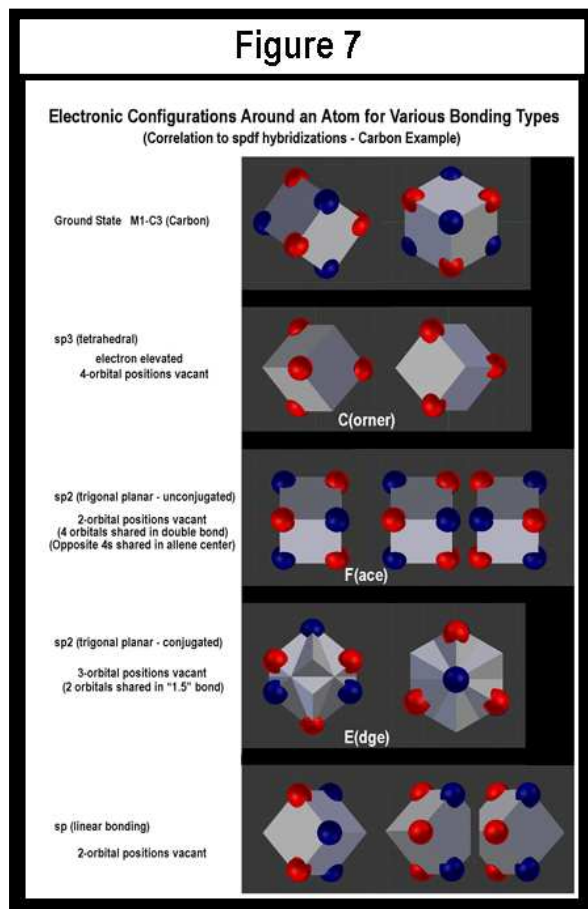 Figure 7
Electronic Configurations Around an Atom for Various Bonding Types
(Correlation to spdf hybridizations - Carbon Example)
Ground State M1-C3 (Carbon)
sp3 (tetrahedral)
electron elevated
4-orbital positions vacant
C(orner)
sp2 (trigonal planar - unconjugated)
2-orbital positions vacant
(4 orbitals shared in double bond)
(Opposite 4s shared in allene center)
F(ace)
sp2 (trigonal planar - conjugated)
3-orbital positions vacant
(2 orbitals shared in "1.5" bond)
E(dge)
sp (linear bonding)
2-orbital positions vacant